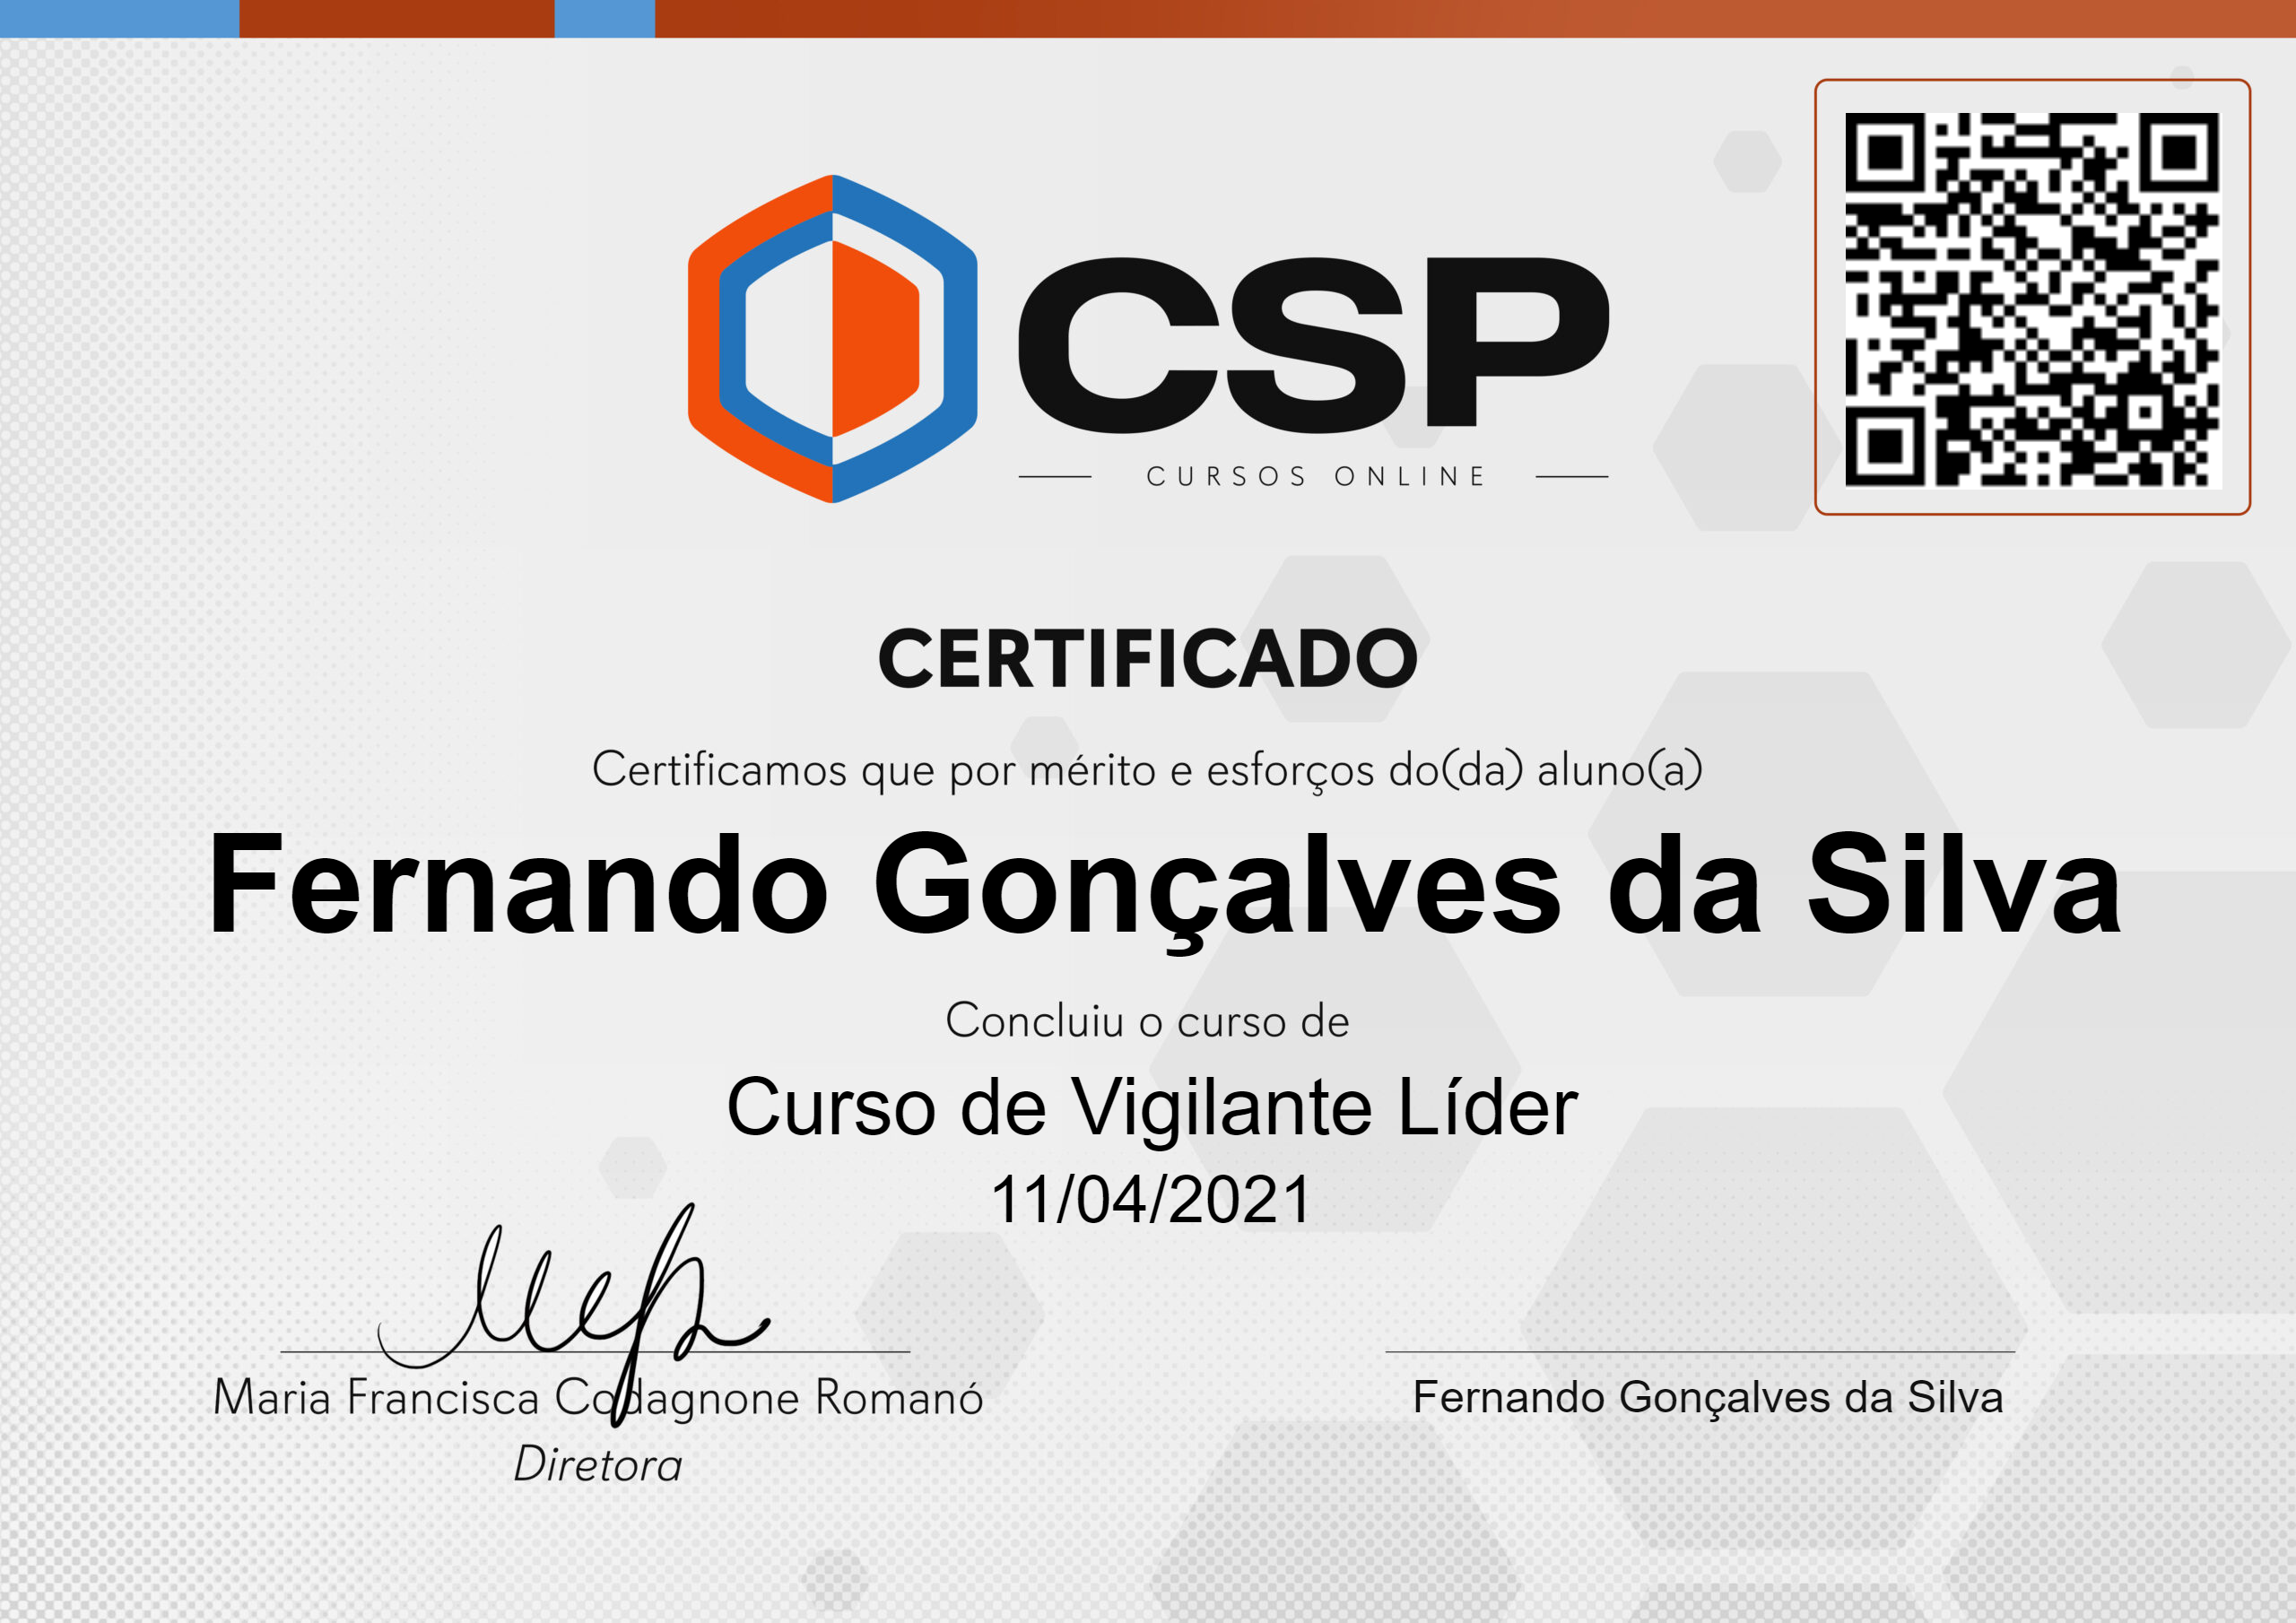 CSP
CURSOS ONLINE
CERTIFICADO
Certificamos que por mérito e esforços do(da) aluno(a)
Fernando Gonçalves da Silva
Concluiu o curso de
Curso de Vigilante Líder
11/04/2021
Maria Francisca Codagnone Romanó
Diretora
Fernando Gonçalves da Silva